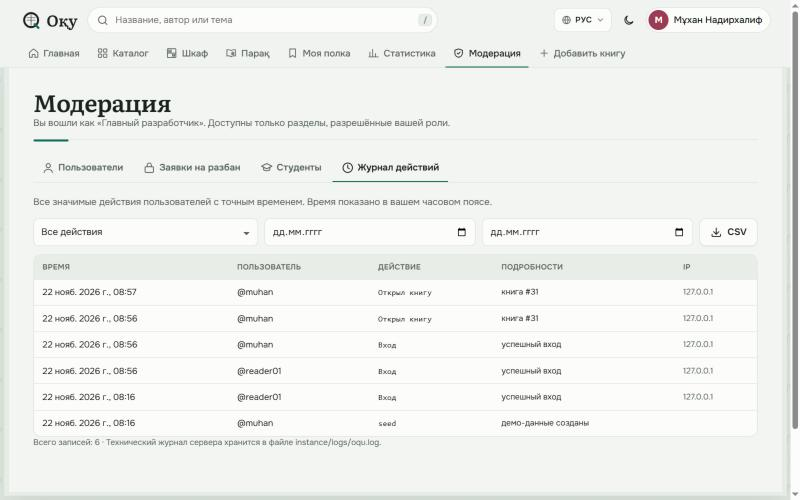 Оқу
Название, автор или тема
/
РУС
М
Мухан Надирхалиф
Главная
Каталог
Шкаф
Парақ
Моя полка
Статистика
Модерация
Добавить книгу
Модерация
Вы вошли как «Главный разработчик». Доступны только разделы, разрешённые вашей роли.
Пользователи
Заявки на разбан
Студенты
Журнал действий
Все значимые действия пользователей с точным временем. Время показано в вашем часовом поясе.
Все действия
дд.мм.гггг
дд.мм.гггг
CSV
ВРЕМЯ ПОЛЬЗОВАТЕЛЬ ДЕЙСТВИЕ ПОДРОБНОСТИ IP
22 нояб. 2026 г., 08:57 @muhan Открыл книгу книга #31 127.0.0.1
22 нояб. 2026 г., 08:56 @muhan Открыл книгу книга #31 127.0.0.1
22 нояб. 2026 г., 08:56 @muhan Вход успешный вход 127.0.0.1
22 нояб. 2026 г., 08:56 @reader01 Вход успешный вход 127.0.0.1
22 нояб. 2026 г., 08:16 @reader01 Вход успешный вход 127.0.0.1
22 нояб. 2026 г., 08:16 @muhan seed демо-данные созданы
Всего записей: 6 · Технический журнал сервера хранится в файле instance/logs/oqu.log.